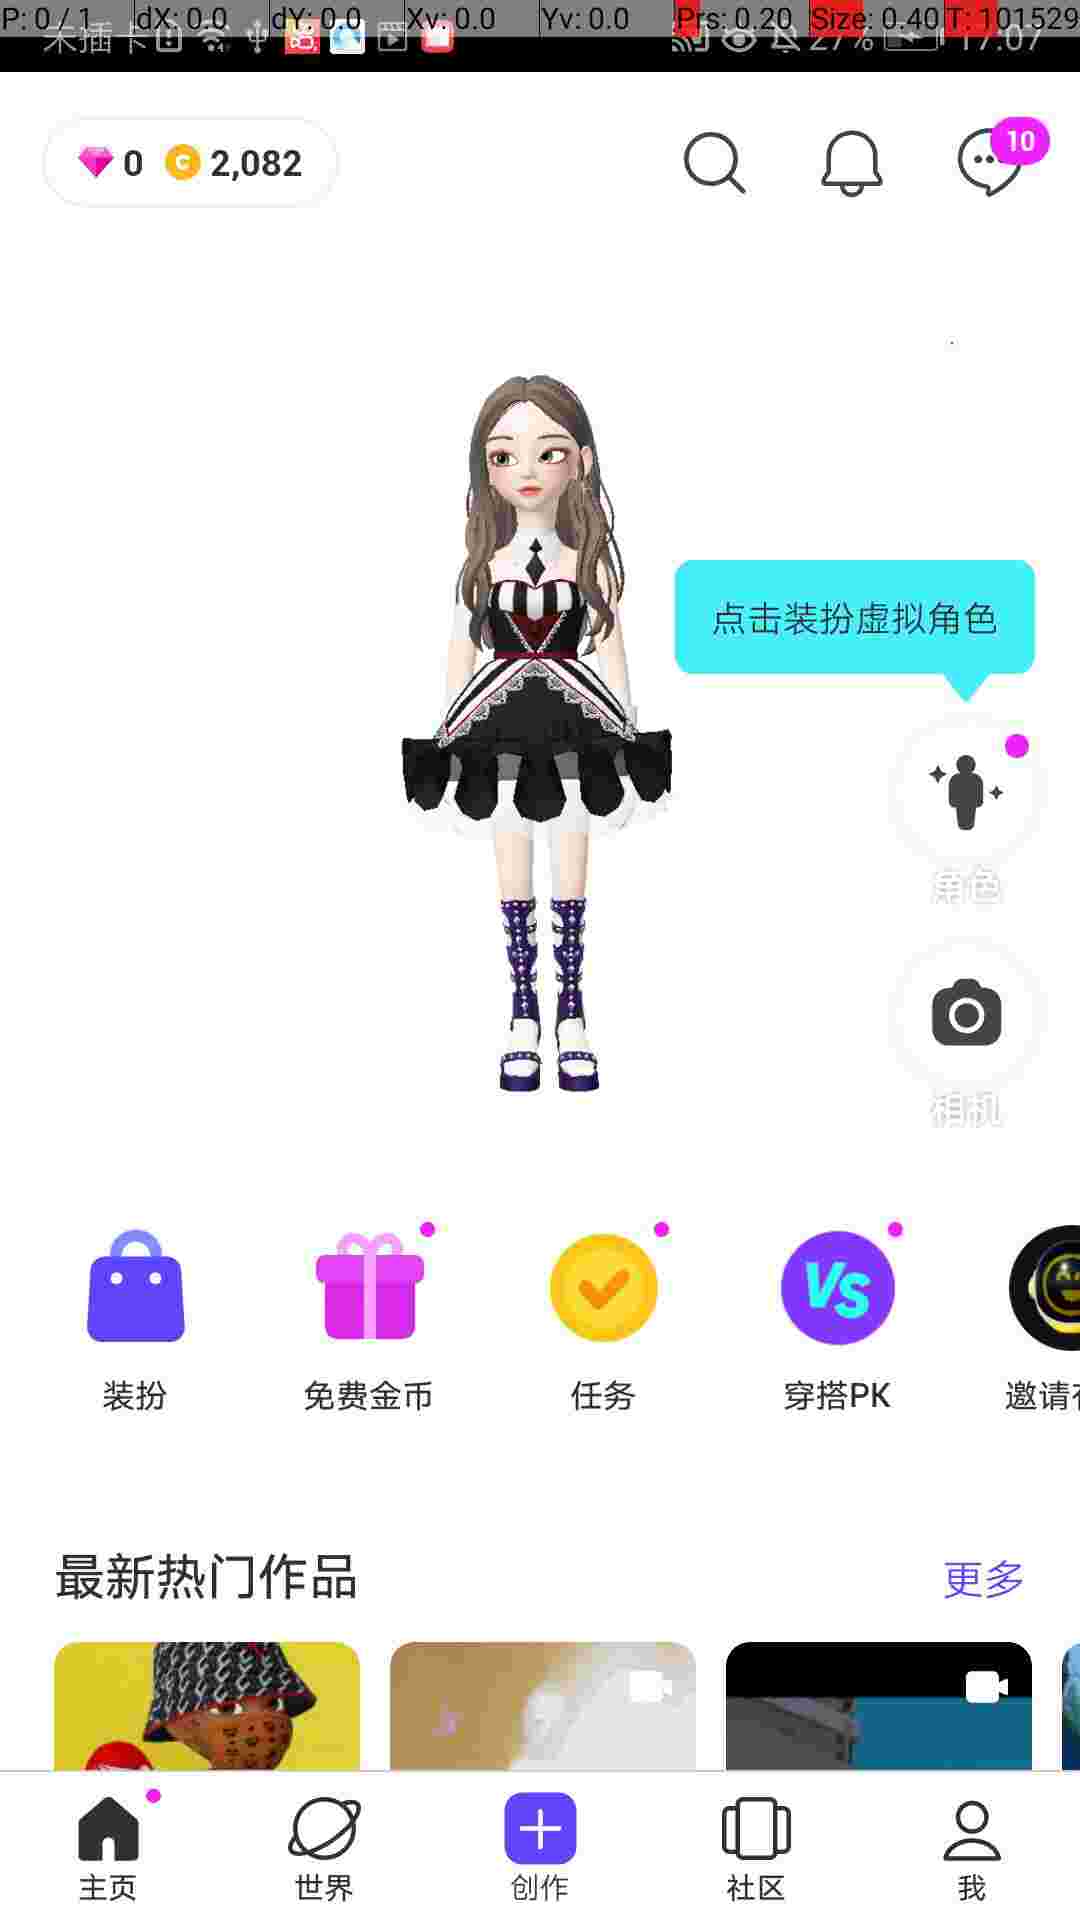 P: 0 / 1 dX: 0.0 dY: 0.0 Xv: 0.0 Yv: 0.0 Prs: 0.20 Size: 0.40 T: 101529
未插卡 27% 17:07
0 2,082
10
点击装扮虚拟角色
角色
相机
装扮 免费金币 任务 穿搭PK 邀请
最新热门作品 更多
主页 世界 创作 社区 我